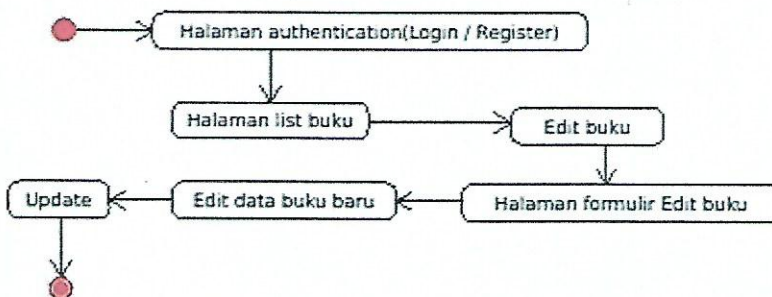 Halaman authentication(Login / Register)
Halaman list buku
Edit buku
Halaman formulir Edit buku
Edit data buku baru
Update